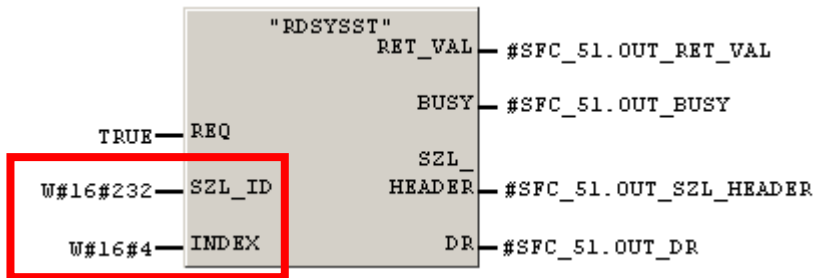 "RDSYSST"
RET_VAL #SFC_51.OUT_RET_VAL
BUSY #SFC_51.OUT_BUSY
TRUE REQ
SZL_
W#16#232 SZL_ID HEADER #SFC_51.OUT_SZL_HEADER
W#16#4 INDEX DR #SFC_51.OUT_DR